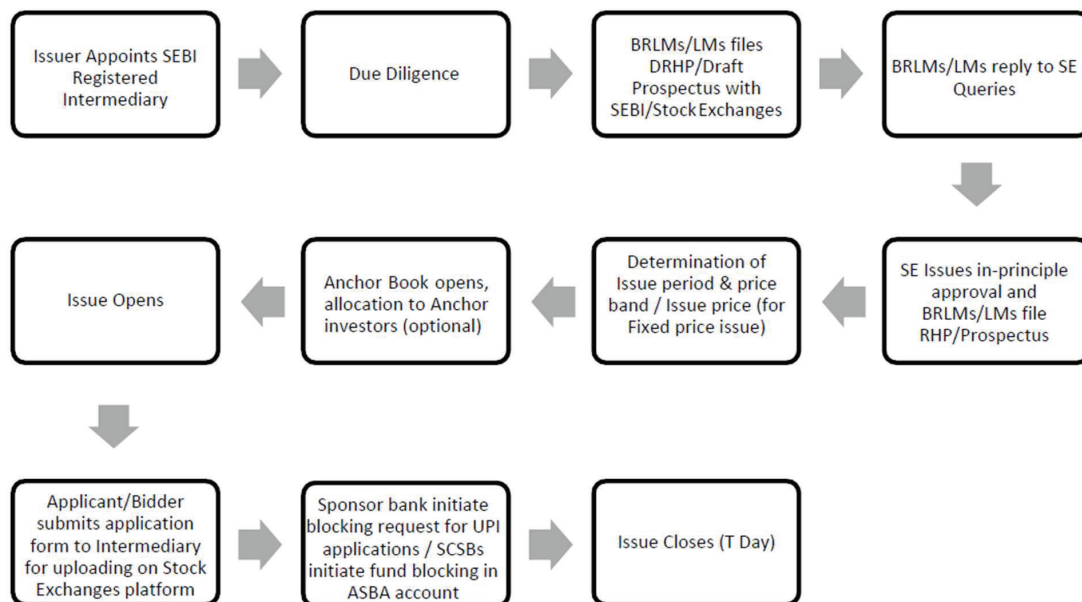 Issuer Appoints SEBI
Registered
Intermediary
Due Diligence
BRLMs/LMs files
DRHP/Draft
Prospectus with
SEBI/Stock Exchanges
BRLMs/LMs reply to SE
Queries
SE Issues in-principle
approval and
BRLMs/LMs file
RHP/Prospectus
Determination of
Issue period & price
band / Issue price (for
Fixed price issue)
Anchor Book opens,
allocation to Anchor
investors (optional)
Issue Opens
Applicant/Bidder
submits application
form to Intermediary
for uploading on Stock
Exchanges platform
Sponsor bank initiate
blocking request for UPI
applications / SCSBs
initiate fund blocking in
ASBA account
Issue Closes (T Day)